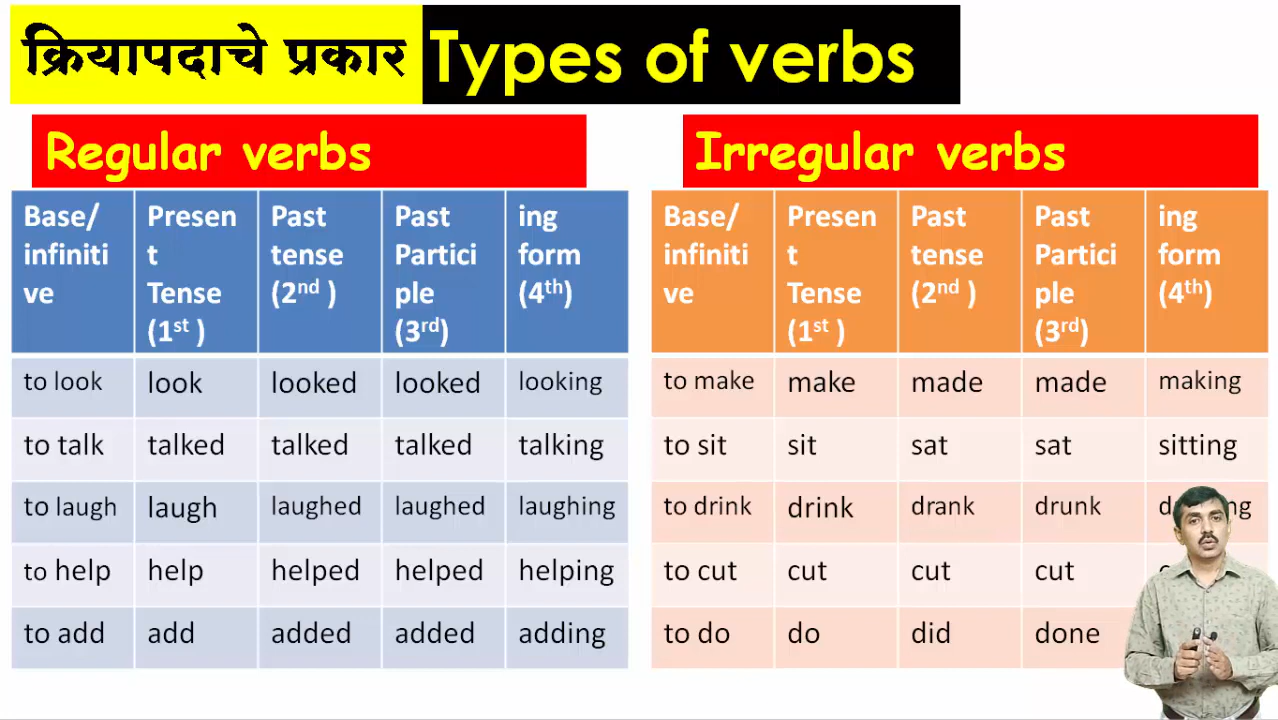 क्रियापदाचे प्रकार Types of verbs
Regular verbs
Base/ infiniti ve | Presen t Tense (1st ) | Past tense (2nd ) | Past Partici ple (3rd) | ing form (4th)
to look | look | looked | looked | looking
to talk | talked | talked | talked | talking
to laugh | laugh | laughed | laughed | laughing
to help | help | helped | helped | helping
to add | add | added | added | adding
Irregular verbs
Base/ infiniti ve | Presen t Tense (1st ) | Past tense (2nd ) | Past Partici ple (3rd) | ing form (4th)
to make | make | made | made | making
to sit | sit | sat | sat | sitting
to drink | drink | drank | drunk
to cut | cut | cut | cut
to do | do | did | done